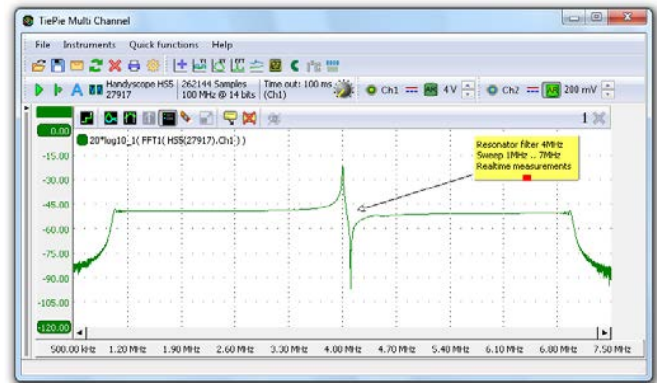 TiePie Multi Channel
File Instruments Quick functions Help
Handyscope HS5 27917
262144 Samples 100 MHz @ 14 bits
Time out: 100 ms (Ch1)
Ch1 AR 4 V
Ch2 AR 200 mV
1
0.00
20*log10_1( FFT1( HS5(27917).Ch1 ) )
Resonator filter 4MHz
Sweep 1MHz .. 7MHz
Realtime measurements
-15.00
-30.00
-45.00
-60.00
-75.00
-90.00
-105.00
-120.00
500.00 kHz 1.20 MHz 1.90 MHz 2.60 MHz 3.30 MHz 4.00 MHz 4.70 MHz 5.40 MHz 6.10 MHz 6.80 MHz 7.50 MHz